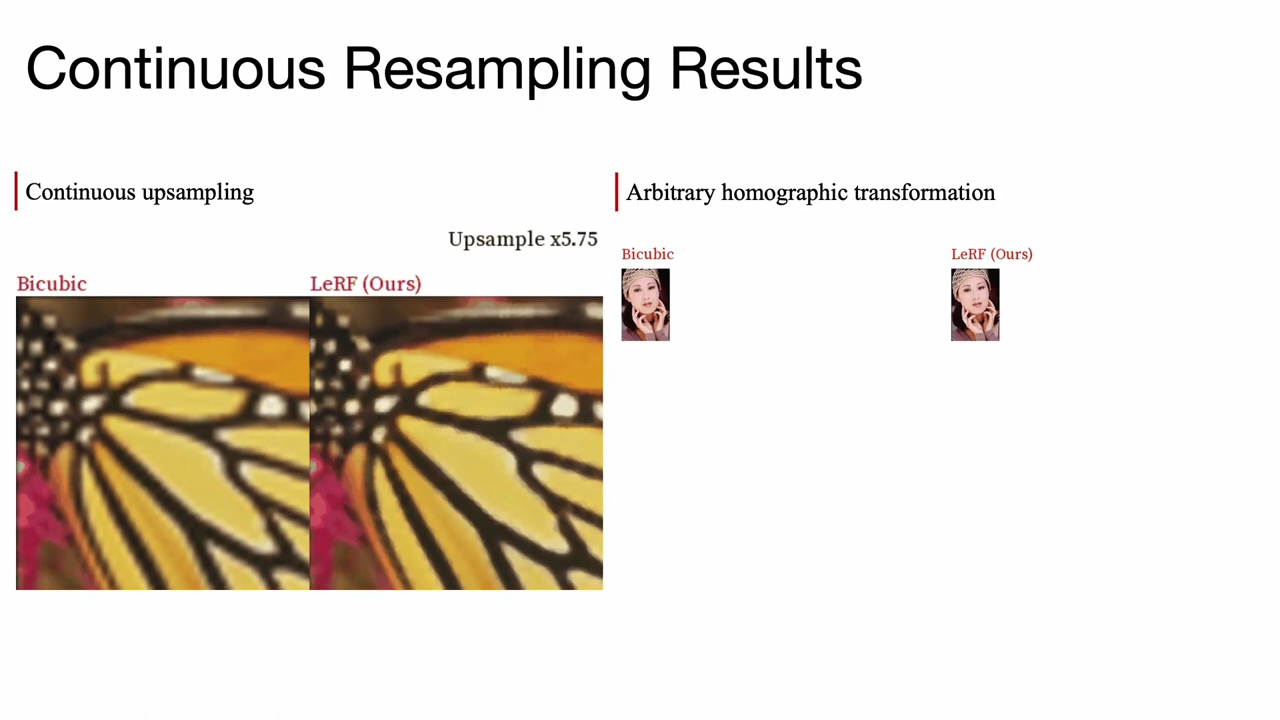 Continuous Resampling Results
Continuous upsampling
Upsample x5.75
Bicubic
LeRF (Ours)
Arbitrary homographic transformation
Bicubic
LeRF (Ours)